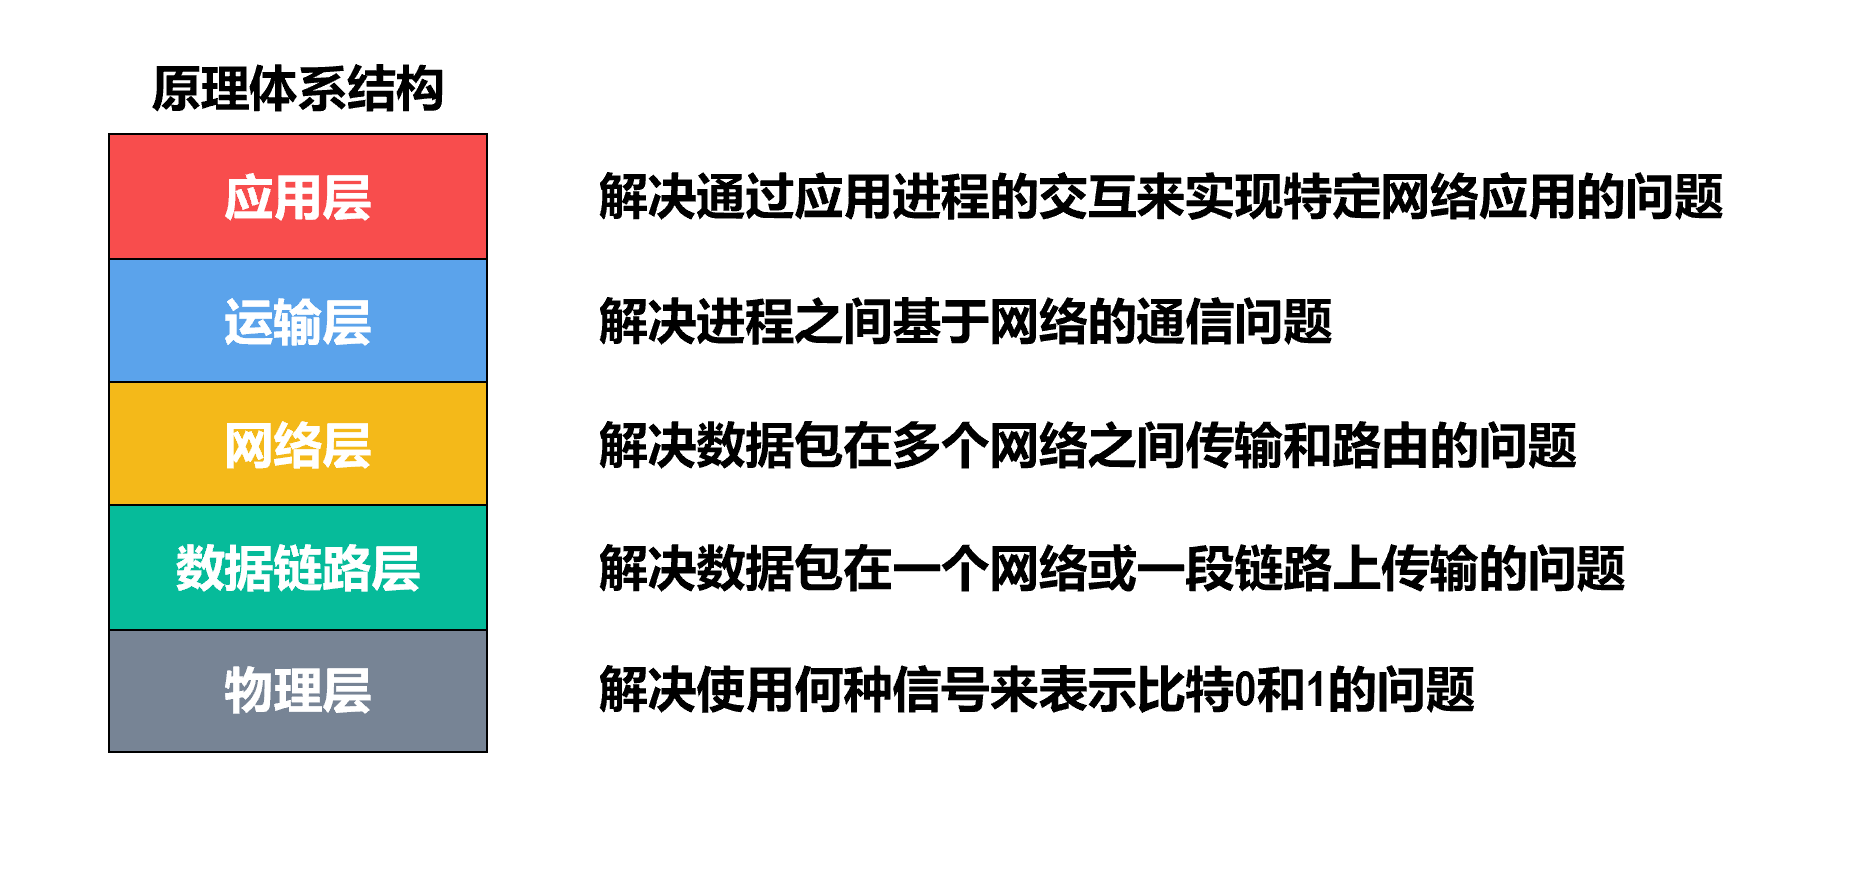 原理体系结构
应用层 解决通过应用进程的交互来实现特定网络应用的问题
运输层 解决进程之间基于网络的通信问题
网络层 解决数据包在多个网络之间传输和路由的问题
数据链路层 解决数据包在一个网络或一段链路上传输的问题
物理层 解决使用何种信号来表示比特0和1的问题